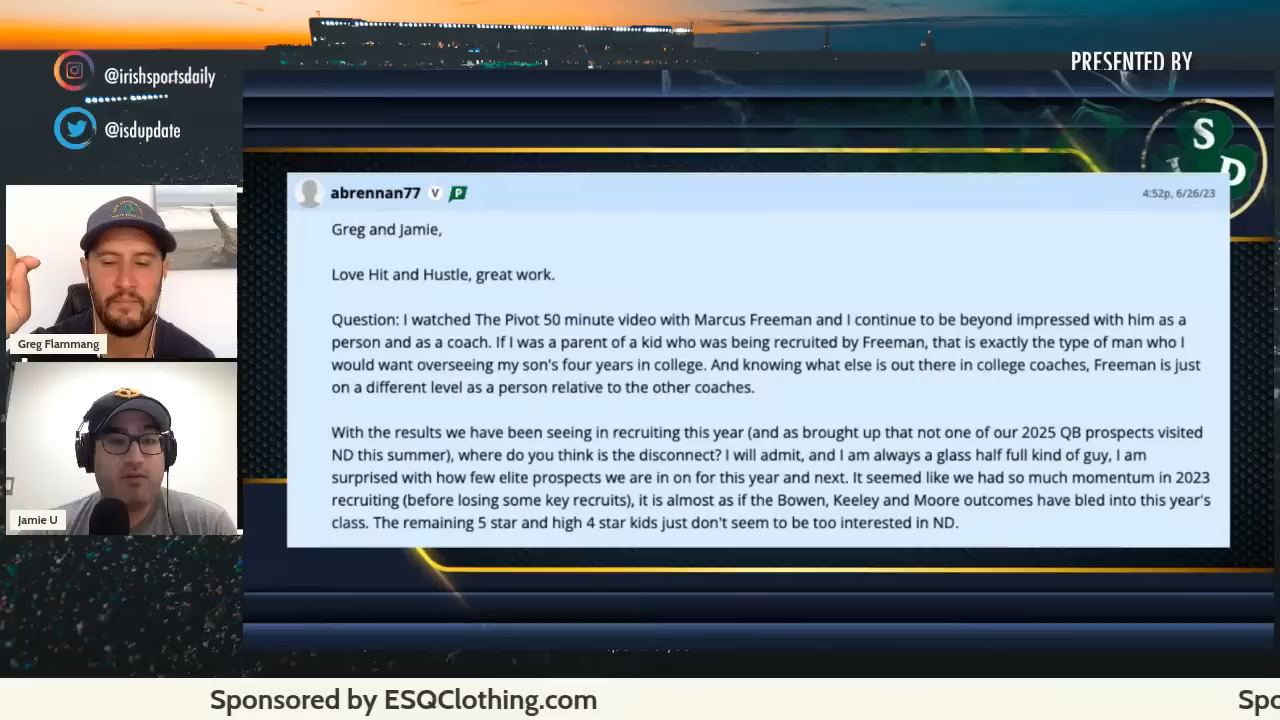 @irishsportsdaily
PRESENTED BY
@isdupdate
S
D
abrennan77 V P
4:52p, 6/26/23
Greg and Jamie,
Love Hit and Hustle, great work.
Question: I watched The Pivot 50 minute video with Marcus Freeman and I continue to be beyond impressed with him as a
person and as a coach. If I was a parent of a kid who was being recruited by Freeman, that is exactly the type of man who I
would want overseeing my son's four years in college. And knowing what else is out there in college coaches, Freeman is just
on a different level as a person relative to the other coaches.
With the results we have been seeing in recruiting this year (and as brought up that not one of our 2025 QB prospects visited
ND this summer), where do you think is the disconnect? I will admit, and I am always a glass half full kind of guy, I am
surprised with how few elite prospects we are in on for this year and next. It seemed like we had so much momentum in 2023
recruiting (before losing some key recruits), it is almost as if the Bowen, Keeley and Moore outcomes have bled into this year's
class. The remaining 5 star and high 4 star kids just don't seem to be too interested in ND.
Greg Flammang
Jamie U
Sponsored by ESQClothing.com
Spo